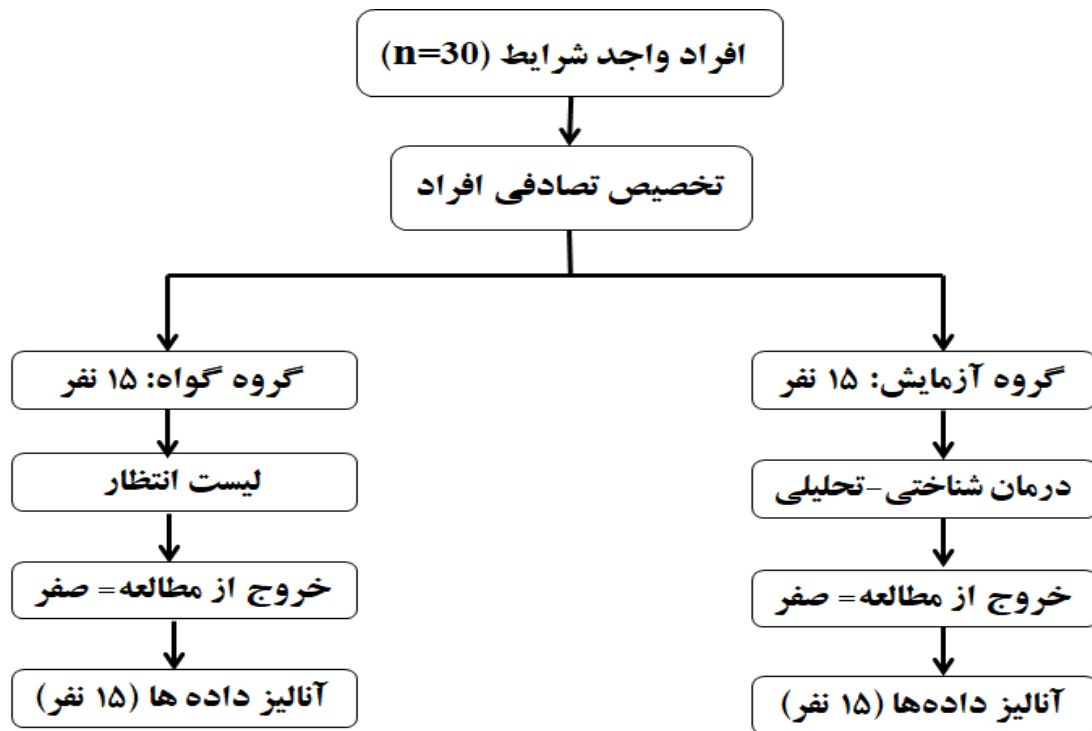 افراد واجد شرایط (n=30)
تخصیص تصادفی افراد
گروه آزمایش: ۱۵ نفر
گروه گواه: ۱۵ نفر
درمان شناختی-تحلیلی
لیست انتظار
خروج از مطالعه= صفر
خروج از مطالعه= صفر
آنالیز داده‌ها (۱۵ نفر)
آنالیز داده ها (۱۵ نفر)